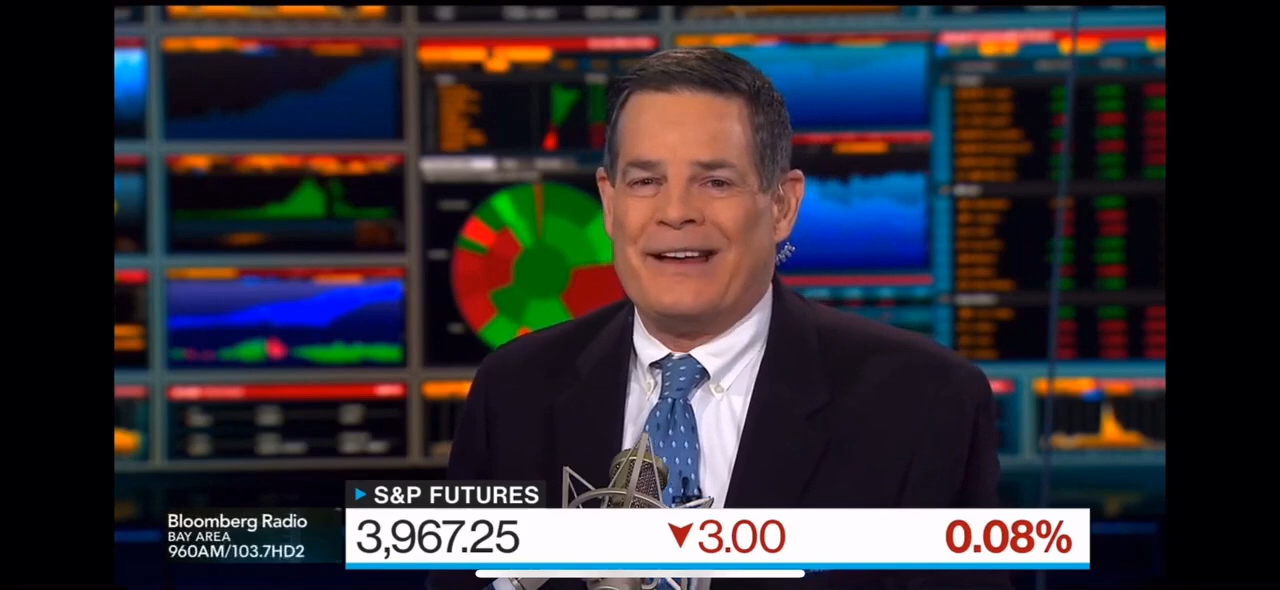 S&P FUTURES
Bloomberg Radio
BAY AREA
960AM/103.7HD2
3,967.25 3.00 0.08%